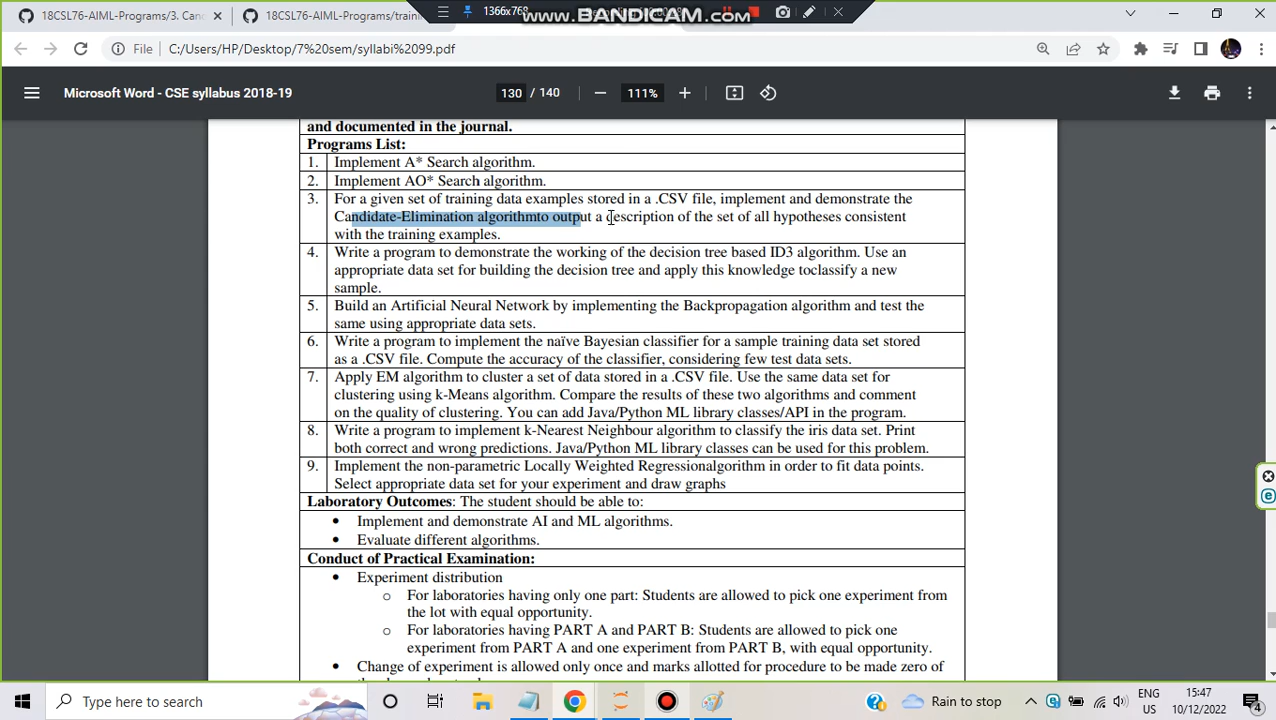 18CSL76-AIML-Programs/3. Can
18CSL76-AIML-Programs/traini
1366x768
www.BANDICAM.com
File
C:/Users/HP/Desktop/7%20sem/syllabi%2099.pdf
Microsoft Word - CSE syllabus 2018-19
130 / 140
111%
and documented in the journal.
Programs List:
1. Implement A* Search algorithm.
2. Implement AO* Search algorithm.
3. For a given set of training data examples stored in a .CSV file, implement and demonstrate the
Candidate-Elimination algorithmto output a description of the set of all hypotheses consistent
with the training examples.
4. Write a program to demonstrate the working of the decision tree based ID3 algorithm. Use an
appropriate data set for building the decision tree and apply this knowledge toclassify a new
sample.
5. Build an Artificial Neural Network by implementing the Backpropagation algorithm and test the
same using appropriate data sets.
6. Write a program to implement the naïve Bayesian classifier for a sample training data set stored
as a .CSV file. Compute the accuracy of the classifier, considering few test data sets.
7. Apply EM algorithm to cluster a set of data stored in a .CSV file. Use the same data set for
clustering using k-Means algorithm. Compare the results of these two algorithms and comment
on the quality of clustering. You can add Java/Python ML library classes/API in the program.
8. Write a program to implement k-Nearest Neighbour algorithm to classify the iris data set. Print
both correct and wrong predictions. Java/Python ML library classes can be used for this problem.
9. Implement the non-parametric Locally Weighted Regressionalgorithm in order to fit data points.
Select appropriate data set for your experiment and draw graphs
Laboratory Outcomes: The student should be able to:
• Implement and demonstrate AI and ML algorithms.
• Evaluate different algorithms.
Conduct of Practical Examination:
• Experiment distribution
o For laboratories having only one part: Students are allowed to pick one experiment from
the lot with equal opportunity.
o For laboratories having PART A and PART B: Students are allowed to pick one
experiment from PART A and one experiment from PART B, with equal opportunity.
• Change of experiment is allowed only once and marks allotted for procedure to be made zero of
Type here to search
Rain to stop
ENG
US
15:47
10/12/2022
4